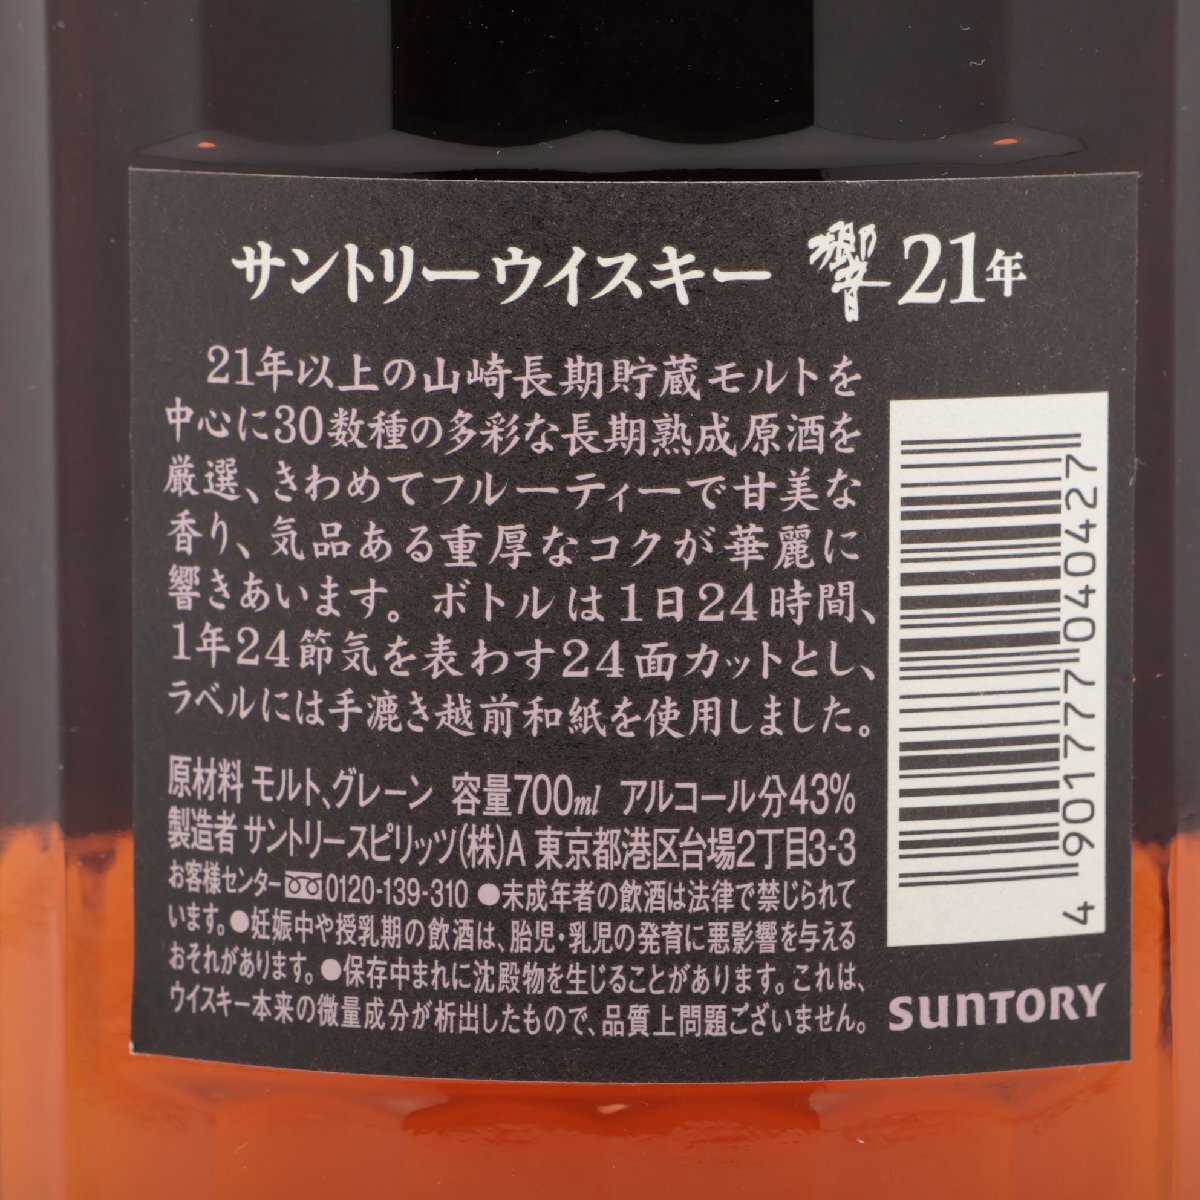 サントリーウイスキー 響21年
21年以上の山崎長期貯蔵モルトを
中心に30数種の多彩な長期熟成原酒を
厳選、きわめてフルーティーで甘美な
香り、気品ある重厚なコクが華麗に
響きあいます。ボトルは1日24時間、
1年24節気を表わす24面カットとし、
ラベルには手漉き越前和紙を使用しました。
原材料 モルト、グレーン 容量700ml アルコール分43%
製造者 サントリースピリッツ(株)A 東京都港区台場2丁目3-3
お客様センター 0120-139-310 ●未成年者の飲酒は法律で禁じられて
います。●妊娠中や授乳期の飲酒は、胎児・乳児の発育に悪影響を与える
おそれがあります。●保存中まれに沈殿物を生じることがあります。これは、
ウイスキー本来の微量成分が析出したもので、品質上問題ございません。
4 901777 040427
SUNTORY